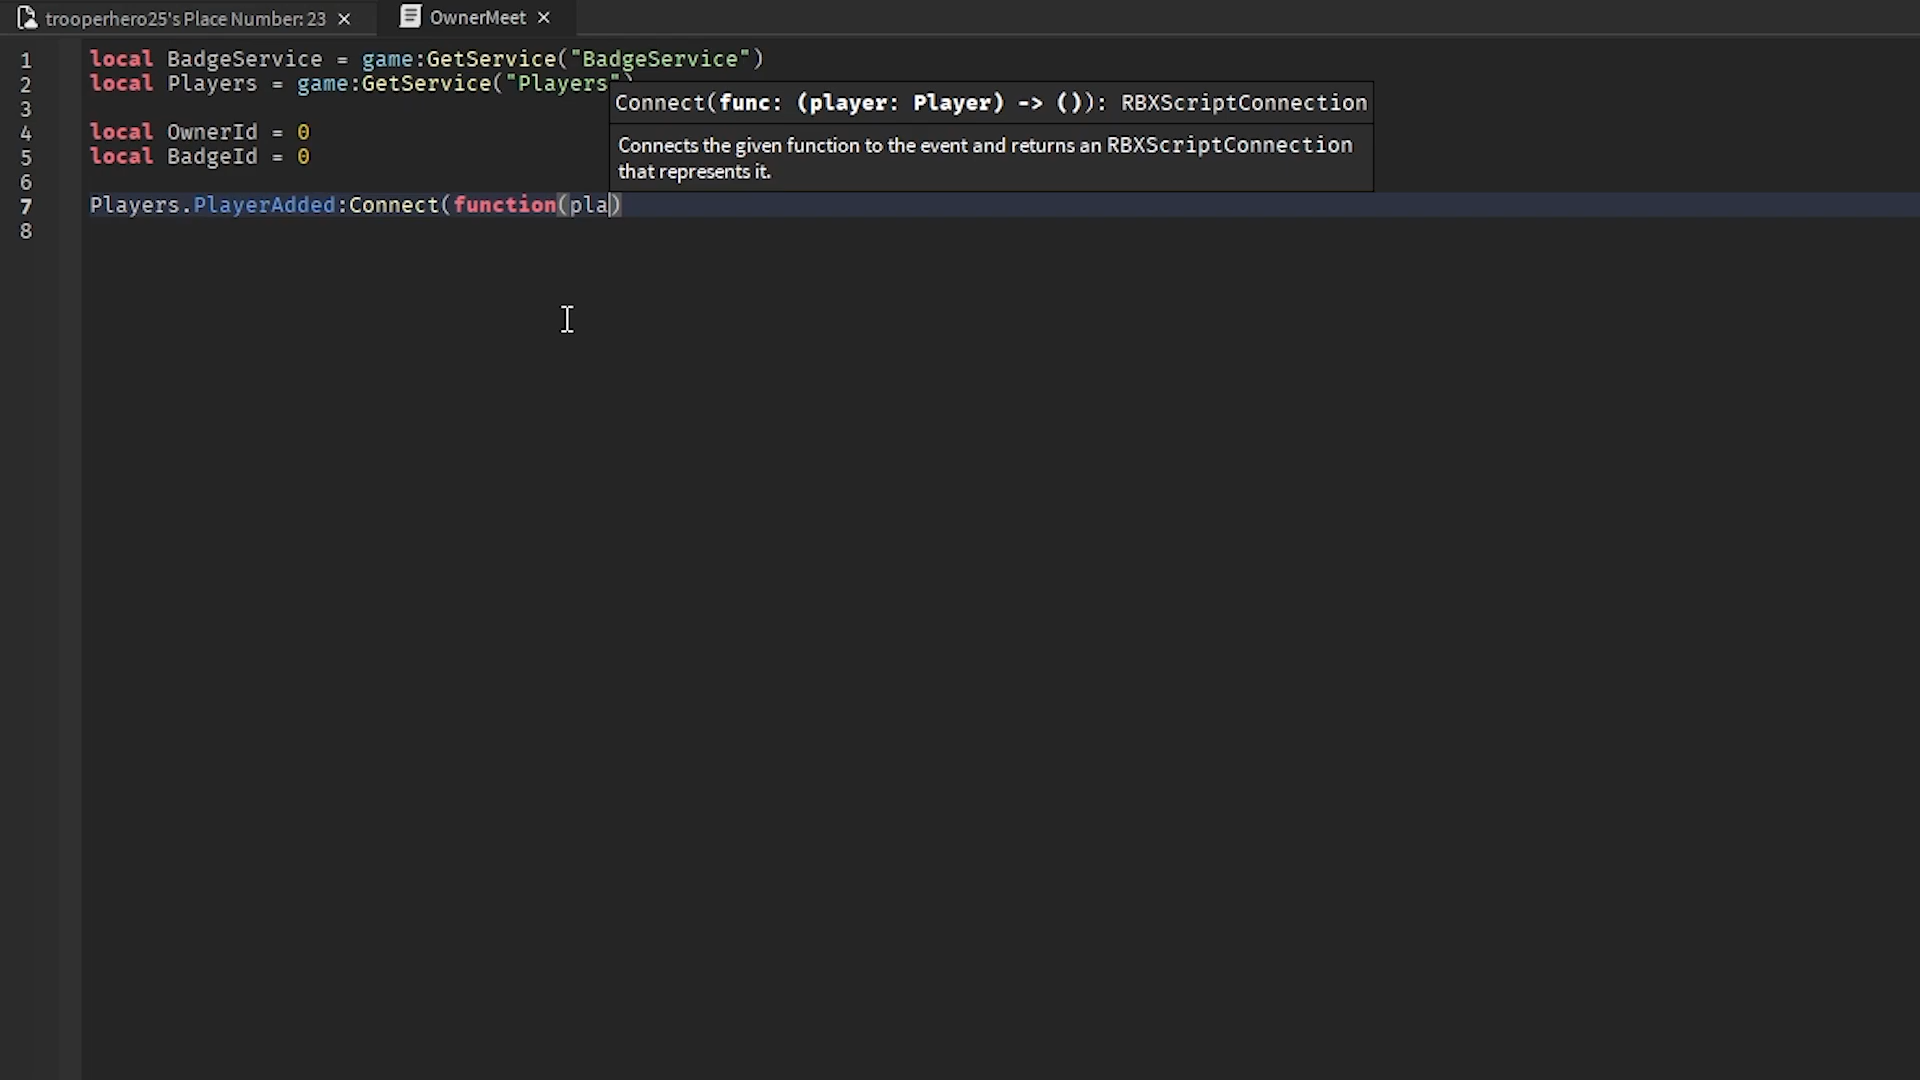 trooperhero25's Place Number: 23 × OwnerMeet ×
1 local BadgeService = game:GetService("BadgeService")
2 local Players = game:GetService("Players"
3
4 local OwnerId = 0
5 local BadgeId = 0
6
7 Players.PlayerAdded:Connect(function(pla)
8
Connect(func: (player: Player) -> ()): RBXScriptConnection
Connects the given function to the event and returns an RBXScriptConnection
that represents it.